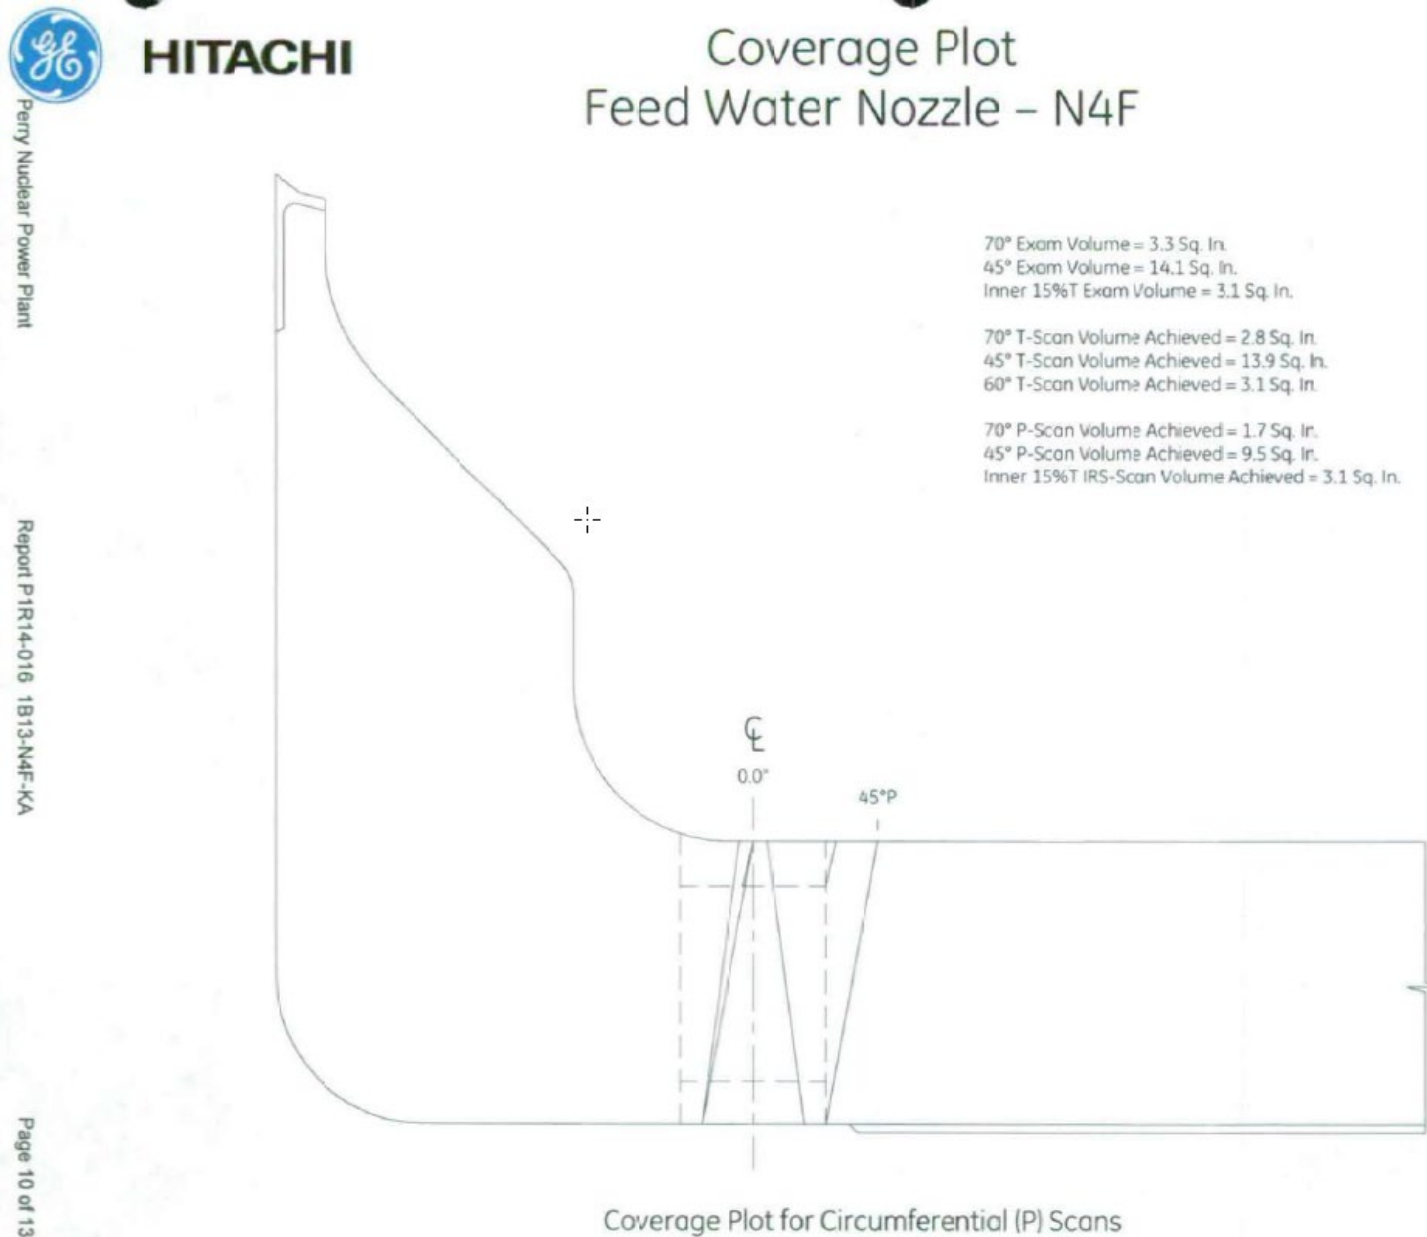 GE
HITACHI
Coverage Plot
Feed Water Nozzle – N4F
Perry Nuclear Power Plant
70° Exam Volume = 3.3 Sq. In.
45° Exam Volume = 14.1 Sq. In.
Inner 15%T Exam Volume = 3.1 Sq. In.
70° T-Scan Volume Achieved = 2.8 Sq. In.
45° T-Scan Volume Achieved = 13.9 Sq. In.
60° T-Scan Volume Achieved = 3.1 Sq. In.
70° P-Scan Volume Achieved = 1.7 Sq. In.
45° P-Scan Volume Achieved = 9.5 Sq. In.
Inner 15%T IRS-Scan Volume Achieved = 3.1 Sq. In.
Report P1R14-016 1B13-N4F-KA
℄
0.0"
45°P
Page 10 of 13
Coverage Plot for Circumferential (P) Scans